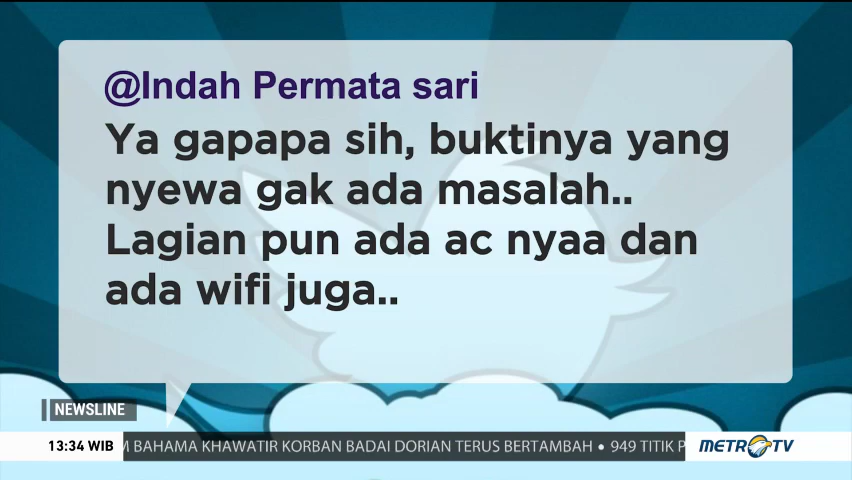 @Indah Permata sari
Ya gapapa sih, buktinya yang
nyewa gak ada masalah..
Lagian pun ada ac nyaa dan
ada wifi juga..
NEWSLINE
13:34 WIB
BAHAMA KHAWATIR KORBAN BADAI DORIAN TERUS BERTAMBAH • 949 TITIK
METRO TV